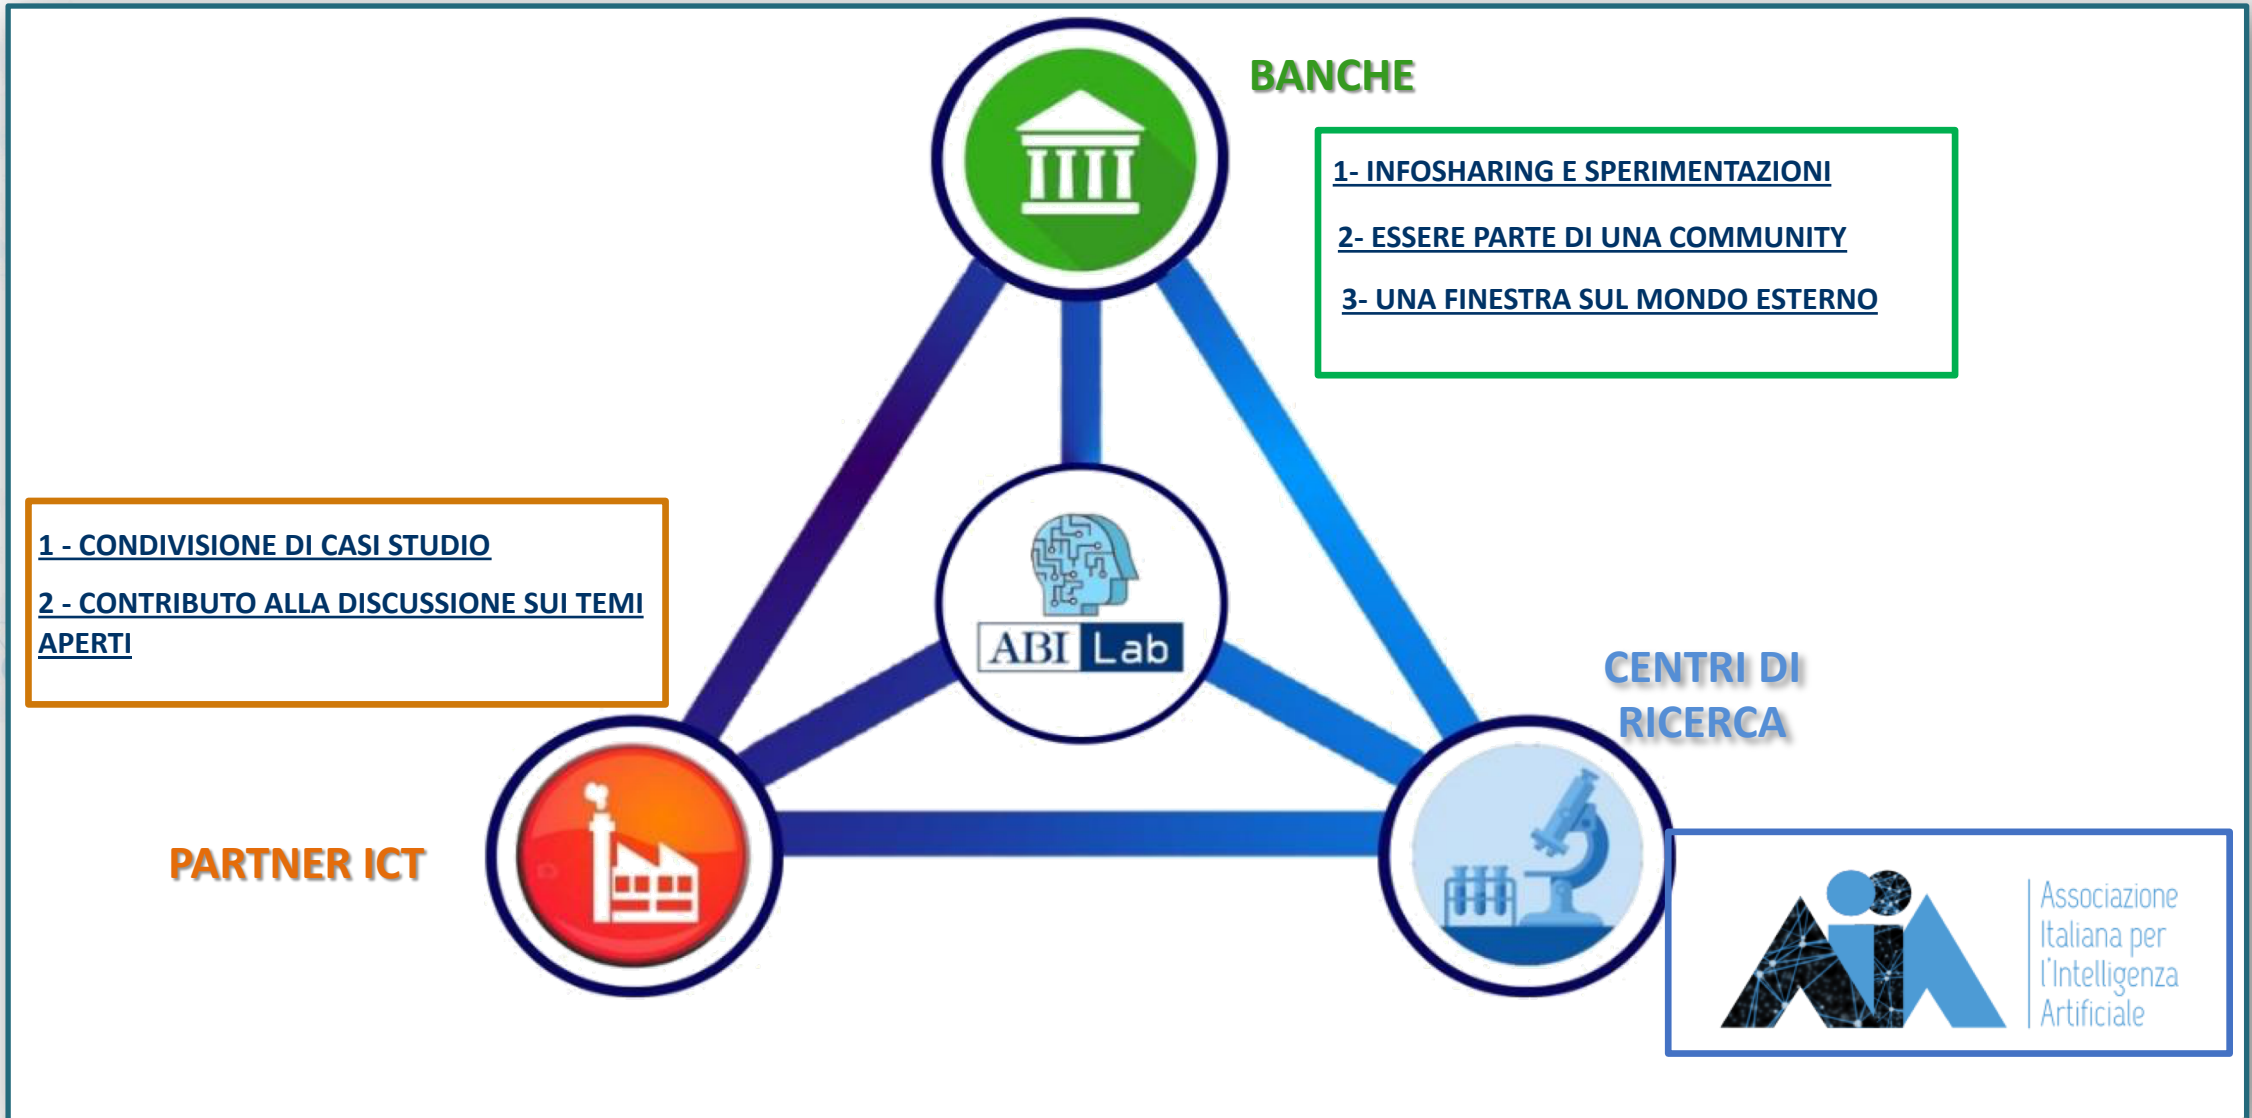 BANCHE
1- INFOSHARING E SPERIMENTAZIONI
2- ESSERE PARTE DI UNA COMMUNITY
3- UNA FINESTRA SUL MONDO ESTERNO
1 - CONDIVISIONE DI CASI STUDIO
2 - CONTRIBUTO ALLA DISCUSSIONE SUI TEMI
APERTI
ABI Lab
CENTRI DI
RICERCA
PARTNER ICT
AIxIA
Associazione
Italiana per
l'Intelligenza
Artificiale